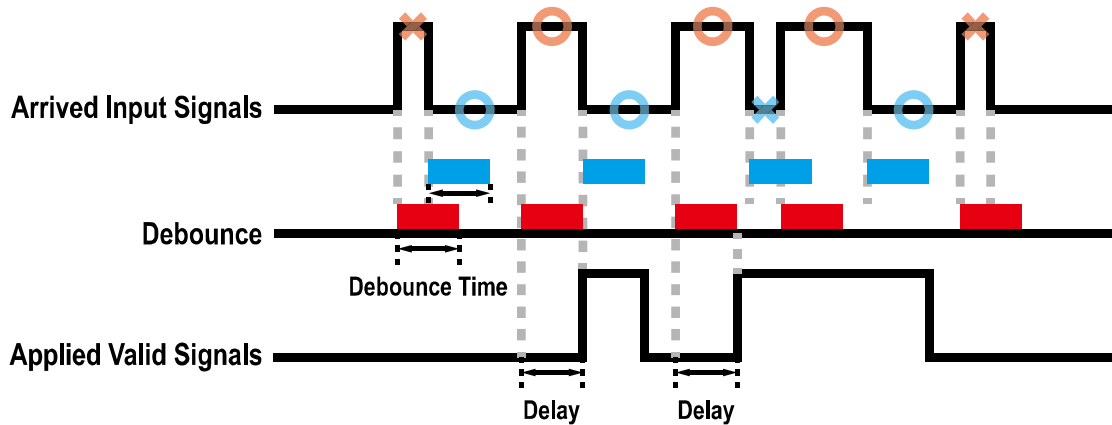 Arrived Input Signals
Debounce
Debounce Time
Applied Valid Signals
Delay
Delay